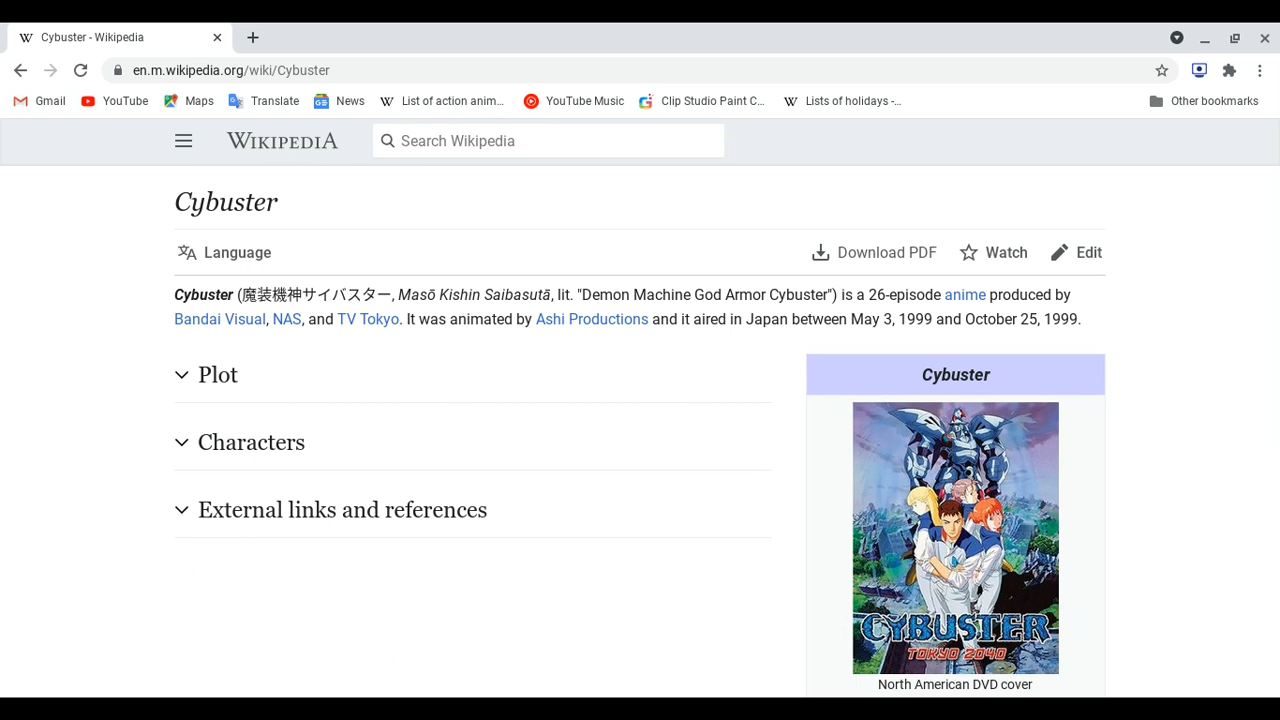 Cybuster - Wikipedia
en.m.wikipedia.org/wiki/Cybuster
Gmail YouTube Maps Translate News List of action anim... YouTube Music Clip Studio Paint C... Lists of holidays -... Other bookmarks
WIKIPEDIA Search Wikipedia
Cybuster
Language Download PDF Watch Edit
Cybuster (魔装機神サイバスター, Masō Kishin Saibasutā, lit. "Demon Machine God Armor Cybuster") is a 26-episode anime produced by
Bandai Visual, NAS, and TV Tokyo. It was animated by Ashi Productions and it aired in Japan between May 3, 1999 and October 25, 1999.
Plot
Characters
External links and references
Cybuster
CYBUSTER
TOKYO 2040
North American DVD cover